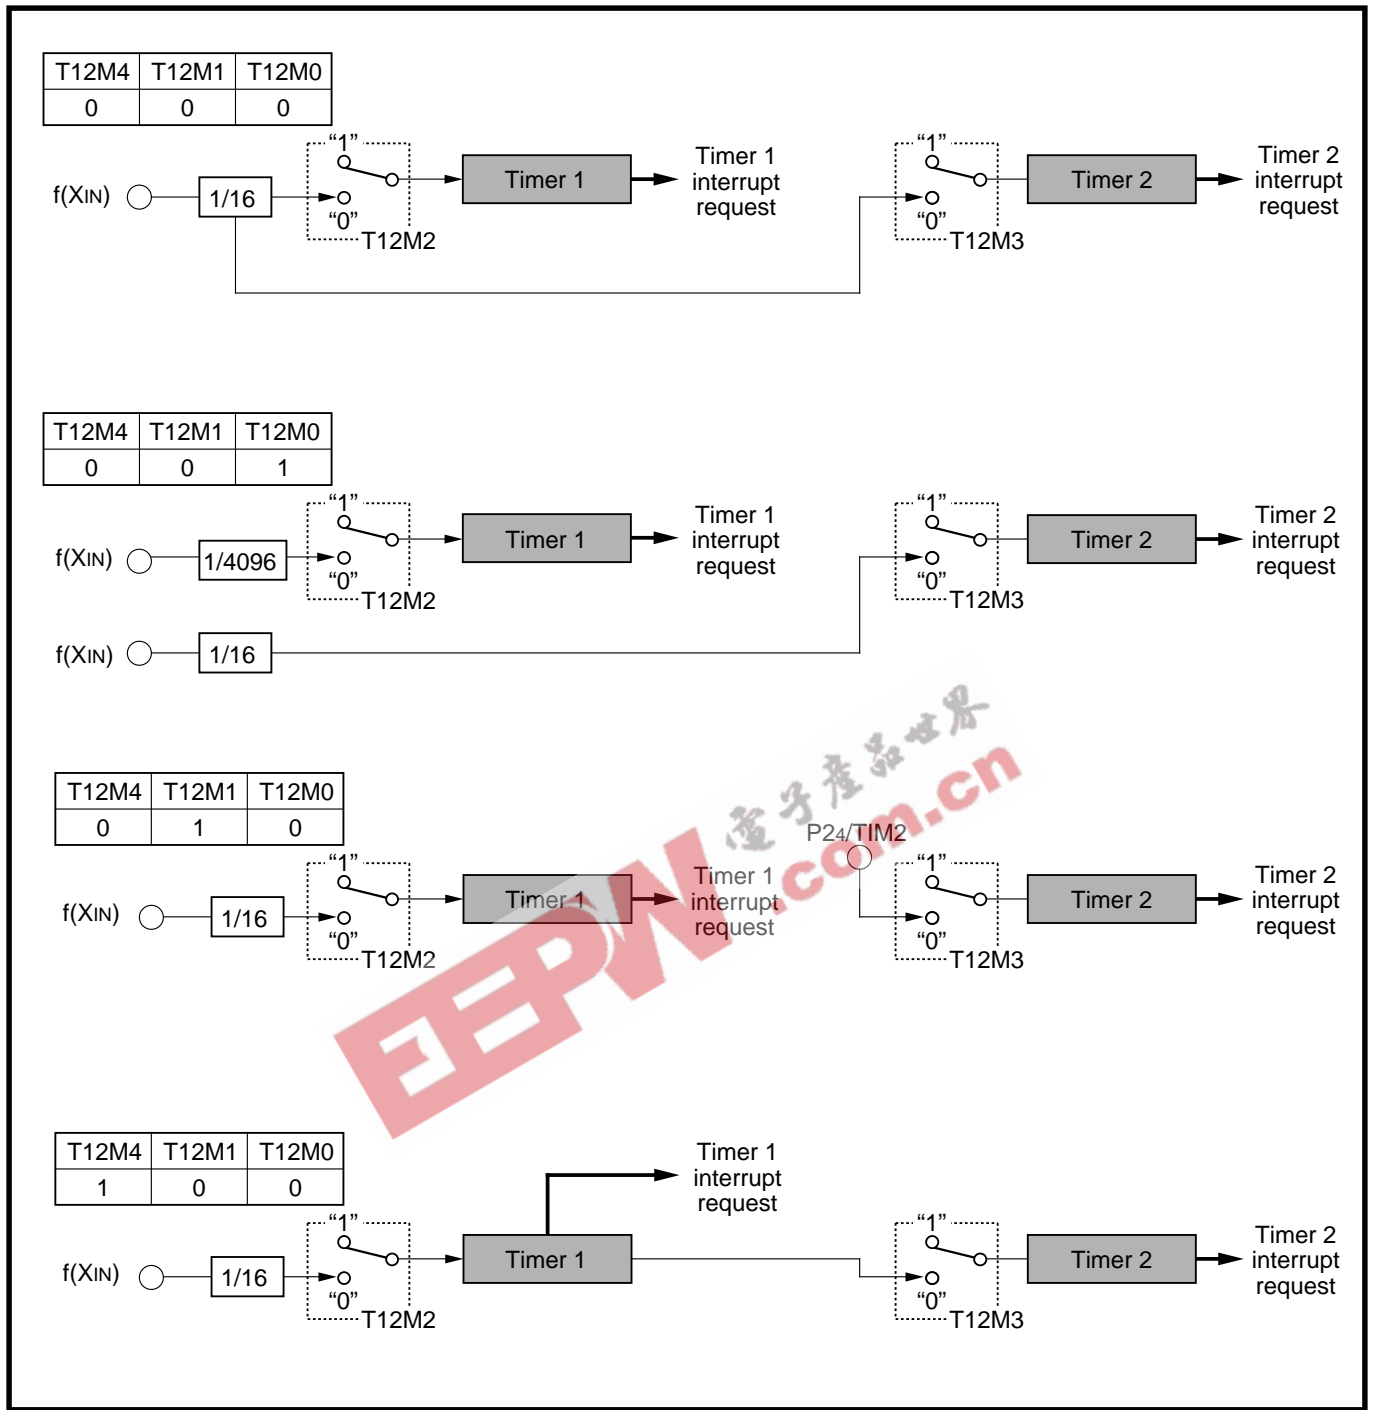 T12M4 T12M1 T12M0
0 0 0
f(XIN)
1/16
“1”
“0”
T12M2
Timer 1
Timer 1
interrupt
request
“1”
“0”
T12M3
Timer 2
Timer 2
interrupt
request
T12M4 T12M1 T12M0
0 0 1
f(XIN)
1/4096
“1”
“0”
T12M2
Timer 1
Timer 1
interrupt
request
f(XIN)
1/16
“1”
“0”
T12M3
Timer 2
Timer 2
interrupt
request
T12M4 T12M1 T12M0
0 1 0
f(XIN)
1/16
“1”
“0”
T12M2
Timer 1
Timer 1
interrupt
request
P24/TIM2
“1”
“0”
T12M3
Timer 2
Timer 2
interrupt
request
EEPW.com.cn
電子產品世界
T12M4 T12M1 T12M0
1 0 0
f(XIN)
1/16
“1”
“0”
T12M2
Timer 1
Timer 1
interrupt
request
“1”
“0”
T12M3
Timer 2
Timer 2
interrupt
request